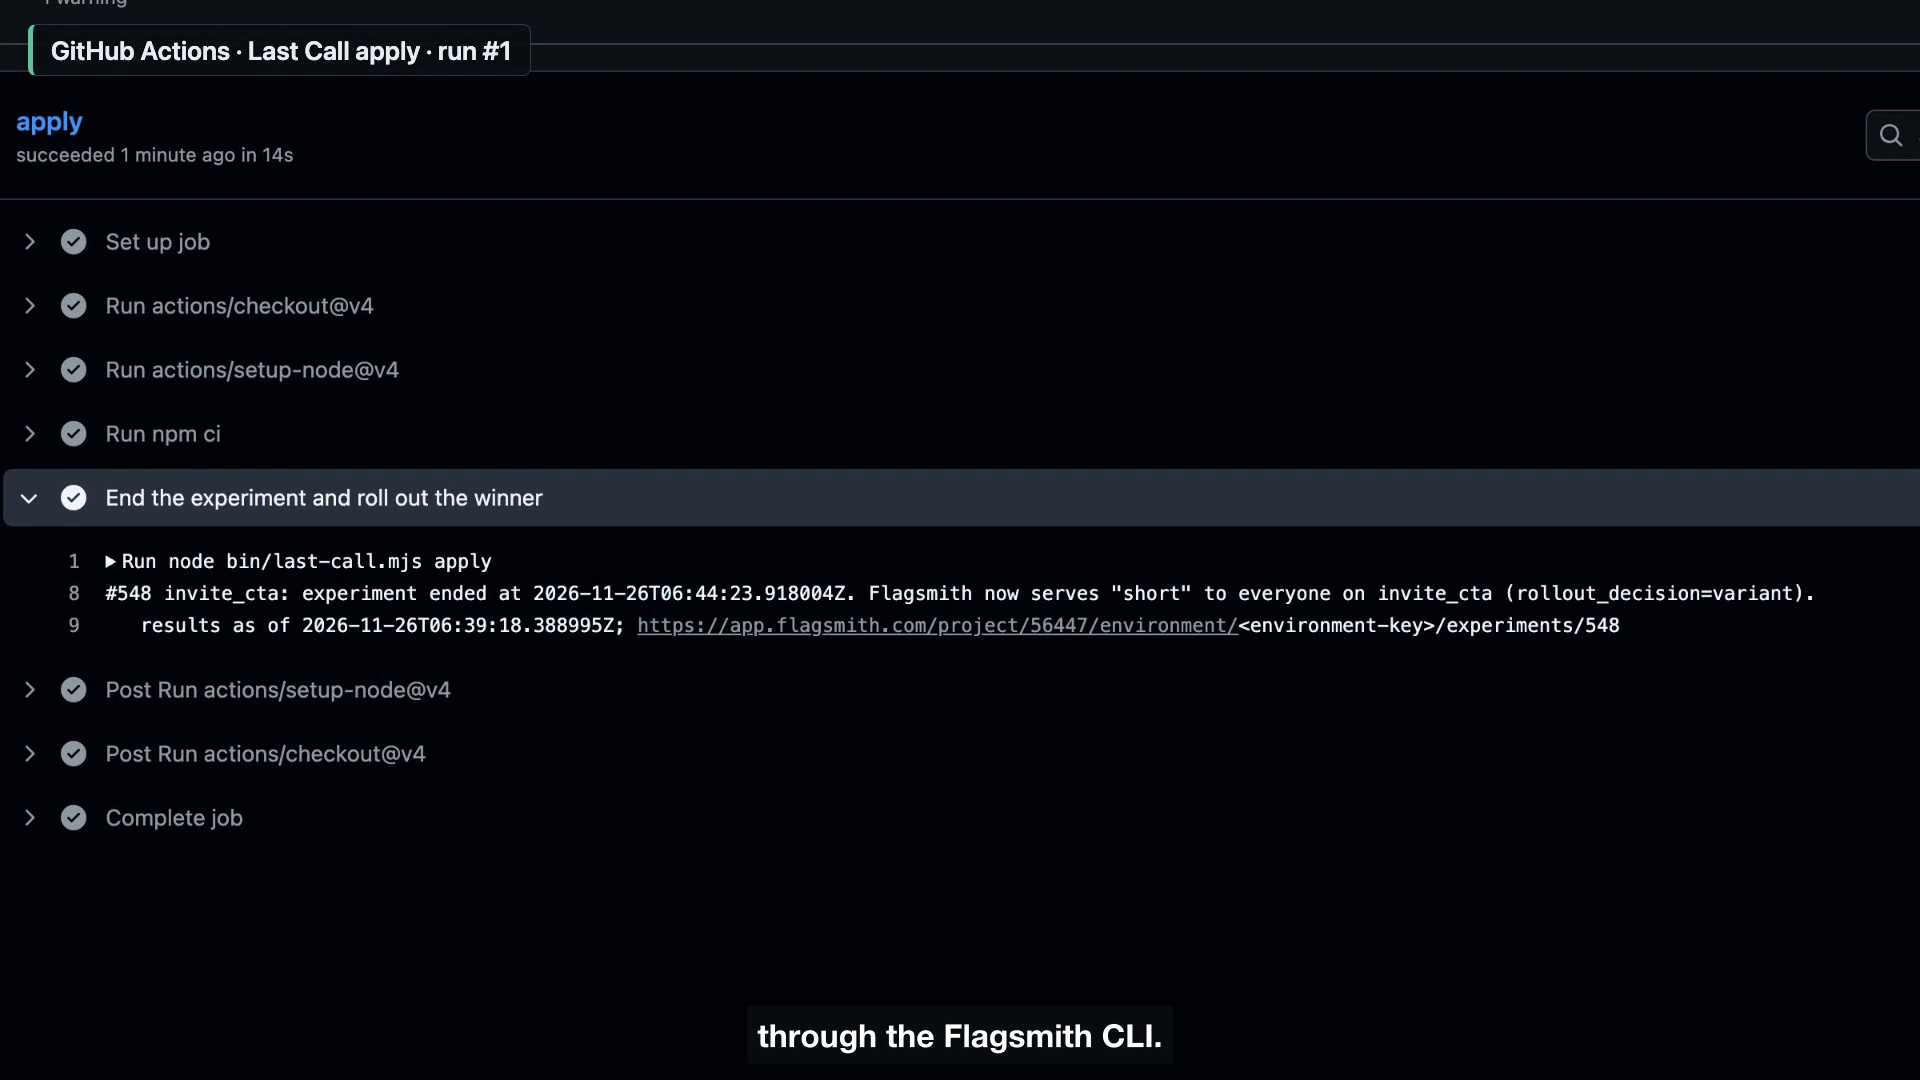 1 warning
GitHub Actions · Last Call apply · run #1
apply
succeeded 1 minute ago in 14s
Set up job
Run actions/checkout@v4
Run actions/setup-node@v4
Run npm ci
End the experiment and roll out the winner
1 Run node bin/last-call.mjs apply
8 #548 invite_cta: experiment ended at 2026-11-26T06:44:23.918004Z. Flagsmith now serves "short" to everyone on invite_cta (rollout_decision=variant).
9 results as of 2026-11-26T06:39:18.388995Z; https://app.flagsmith.com/project/56447/environment/<environment-key>/experiments/548
Post Run actions/setup-node@v4
Post Run actions/checkout@v4
Complete job
through the Flagsmith CLI.